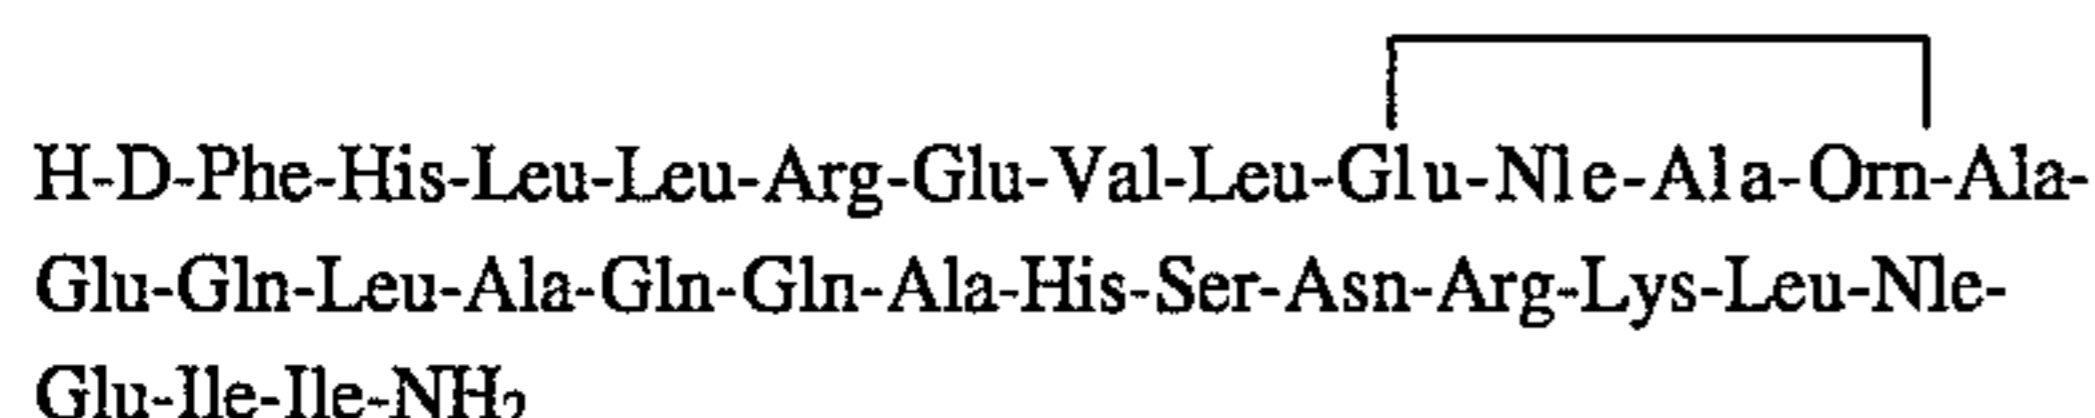 H-D-Phe-His-Leu-Leu-Arg-Glu-Val-Leu-Glu-Nle-Ala-Orn-Ala-
Glu-Gln-Leu-Ala-Gln-Gln-Ala-His-Ser-Asn-Arg-Lys-Leu-Nle-
Glu-Ile-Ile-NH₂